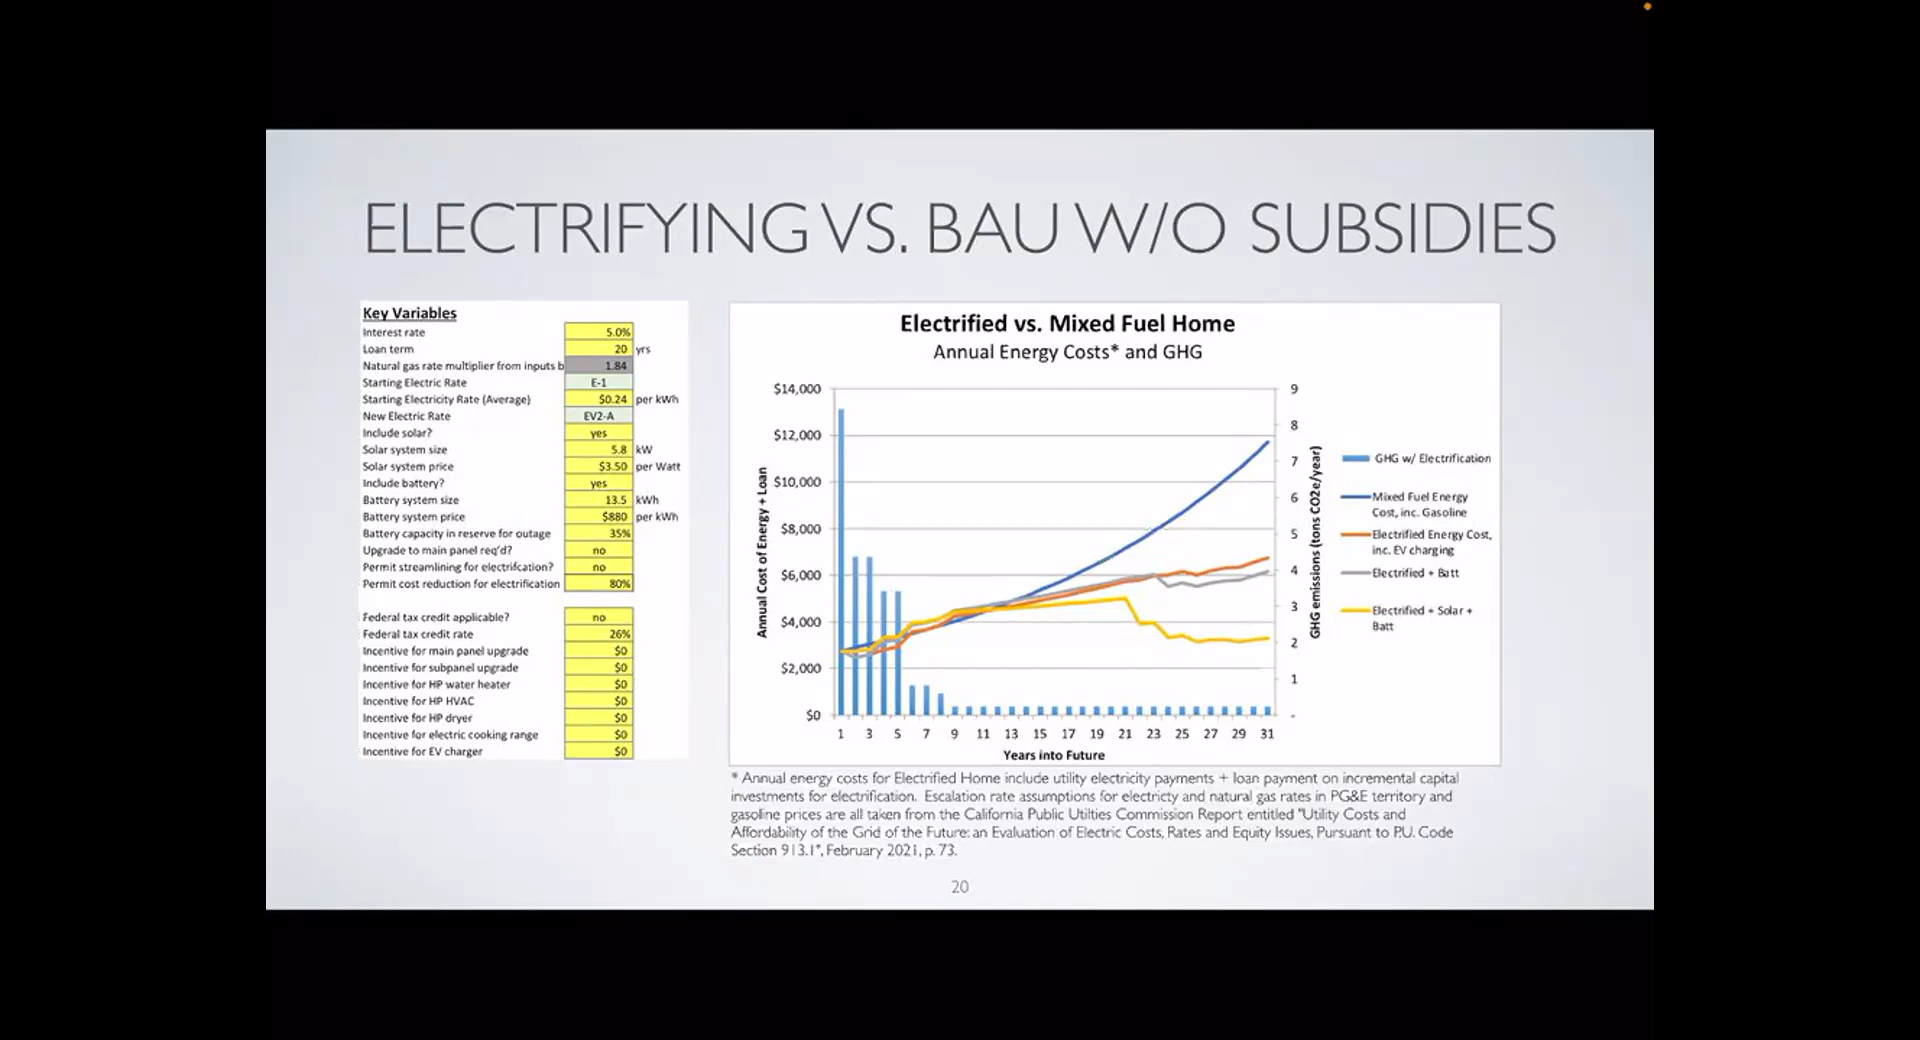 ELECTRIFYING VS. BAU W/O SUBSIDIES
Key Variables
Interest rate 5.0%
Loan term 20 yrs
Natural gas rate multiplier from inputs b 1.84
Starting Electric Rate E-1
Starting Electricity Rate (Average) $0.24 per kWh
New Electric Rate EV2-A
Include solar? yes
Solar system size 5.8 kW
Solar system price $3.50 per Watt
Include battery? yes
Battery system size 13.5 kWh
Battery system price $880 per kWh
Battery capacity in reserve for outage 35%
Upgrade to main panel req'd? no
Permit streamlining for electrifcation? no
Permit cost reduction for electrification 80%
Federal tax credit applicable? no
Federal tax credit rate 26%
Incentive for main panel upgrade $0
Incentive for subpanel upgrade $0
Incentive for HP water heater $0
Incentive for HP HVAC $0
Incentive for HP dryer $0
Incentive for electric cooking range $0
Incentive for EV charger $0
Electrified vs. Mixed Fuel Home
Annual Energy Costs* and GHG
Annual Cost of Energy + Loan
$14,000
$12,000
$10,000
$8,000
$6,000
$4,000
$2,000
$0
1 3 5 7 9 11 13 15 17 19 21 23 25 27 29 31
Years into Future
9
8
7
6
5
4
3
2
1
-
GHG emissions (tons CO2e/year)
GHG w/ Electrification
Mixed Fuel Energy
Cost, inc. Gasoline
Electrified Energy Cost,
inc. EV charging
Electrified + Batt
Electrified + Solar +
Batt
* Annual energy costs for Electrified Home include utility electricity payments + loan payment on incremental capital
investments for electrification. Escalation rate assumptions for electricty and natural gas rates in PG&E territory and
gasoline prices are all taken from the California Public Utilties Commission Report entitled "Utility Costs and
Affordability of the Grid of the Future: an Evaluation of Electric Costs, Rates and Equity Issues, Pursuant to P.U. Code
Section 913.1", February 2021, p. 73.
20